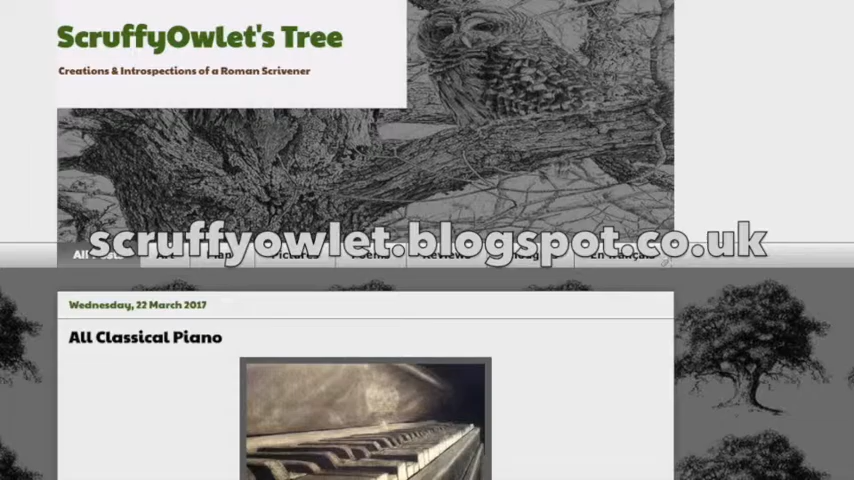 ScruffyOwlet's Tree
Creations & Introspections of a Roman Scrivener
scruffyowlet.blogspot.co.uk
Wednesday, 22 March 2017
All Classical Piano